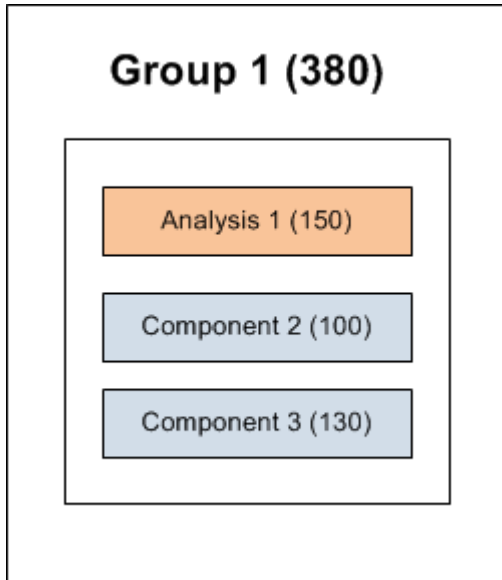 Group 1 (380)
Analysis 1 (150)
Component 2 (100)
Component 3 (130)